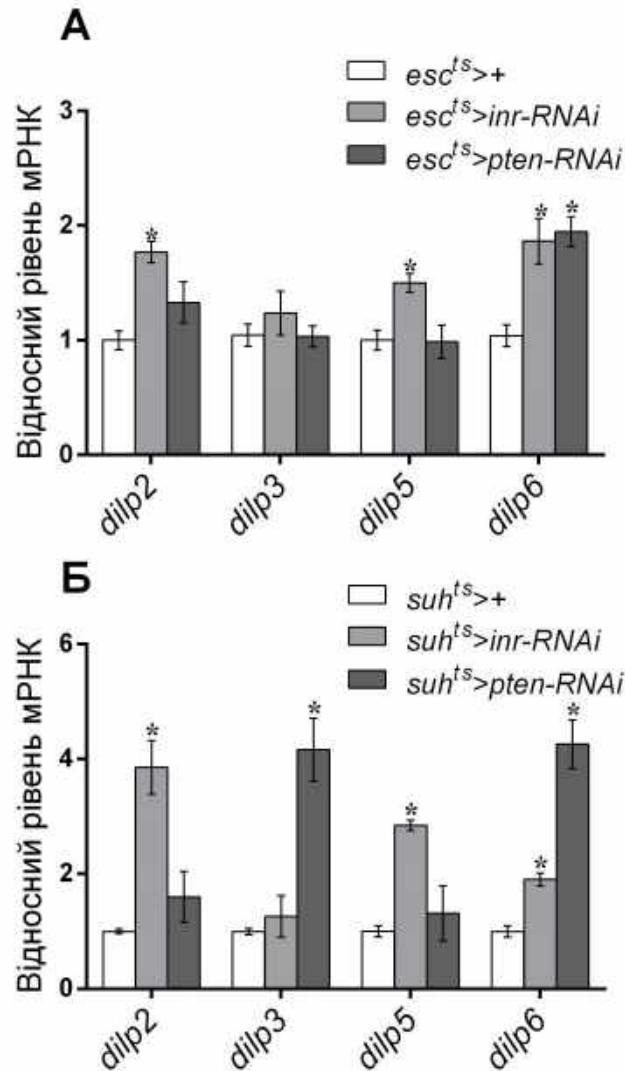 А
esc^ts>+
esc^ts>inr-RNAi
esc^ts>pten-RNAi
Відносний рівень мРНК
3
2
1
0
* * * *
dilp2 dilp3 dilp5 dilp6
Б
suh^ts>+
suh^ts>inr-RNAi
suh^ts>pten-RNAi
Відносний рівень мРНК
6
4
2
0
* * * * *
dilp2 dilp3 dilp5 dilp6